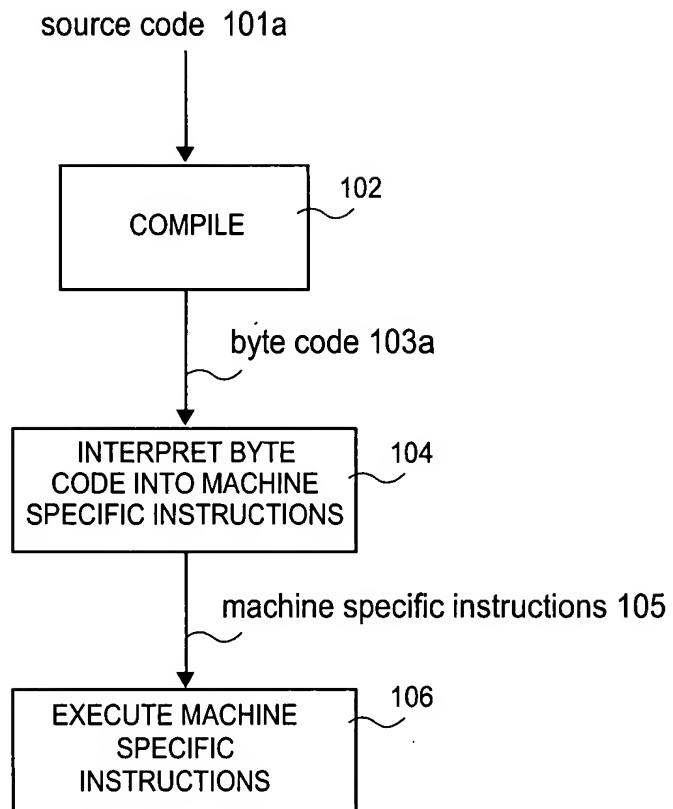 source code 101a
102
COMPILE
byte code 103a
INTERPRET BYTE
CODE INTO MACHINE
SPECIFIC INSTRUCTIONS
104
machine specific instructions 105
EXECUTE MACHINE
SPECIFIC
INSTRUCTIONS
106